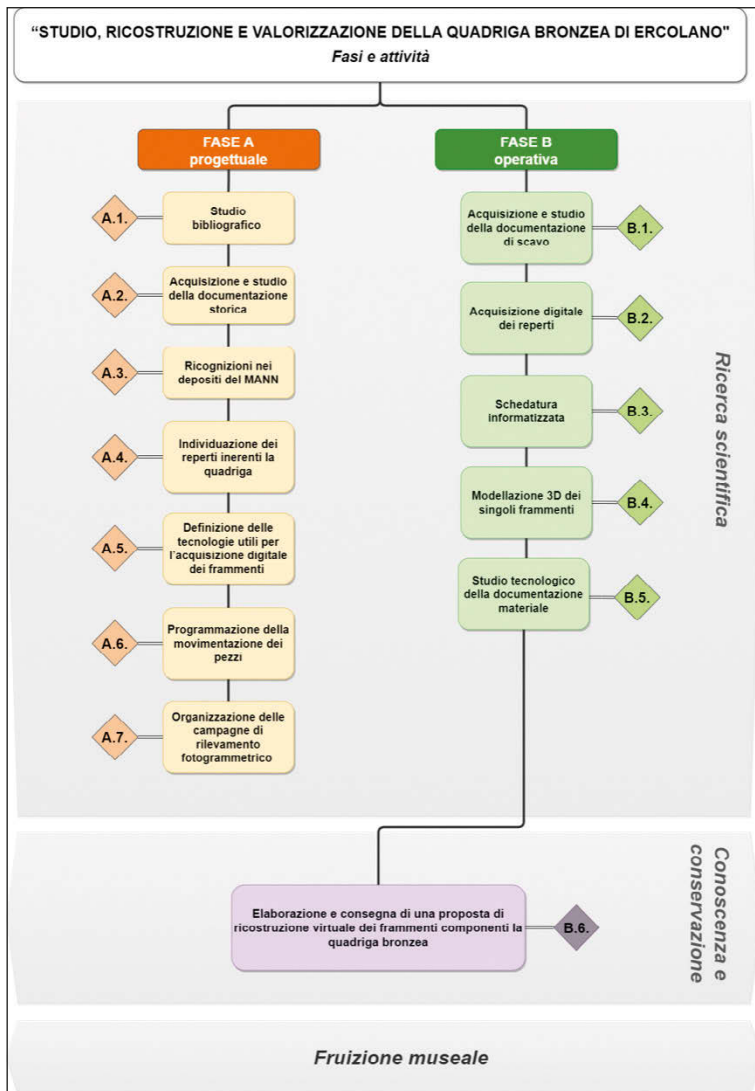 “STUDIO, RICOSTRUZIONE E VALORIZZAZIONE DELLA QUADRIGA BRONZEA DI ERCOLANO"
Fasi e attività
FASE A
progettuale
A.1.
Studio
bibliografico
A.2.
Acquisizione e studio
della documentazione
storica
A.3.
Ricognizioni nei
depositi del MANN
A.4.
Individuazione dei
reperti inerenti la
quadriga
A.5.
Definizione delle
tecnologie utili per
l'acquisizione digitale
dei frammenti
A.6.
Programmazione della
movimentazione dei
pezzi
A.7.
Organizzazione delle
campagne di
rilevamento
fotogrammetrico
FASE B
operativa
Acquisizione e studio
della documentazione
di scavo
B.1.
Acquisizione digitale
dei reperti
B.2.
Schedatura
informatizzata
B.3.
Modellazione 3D dei
singoli frammenti
B.4.
Studio tecnologico
della documentazione
materiale
B.5.
Ricerca scientifica
Elaborazione e consegna di una proposta di
ricostruzione virtuale dei frammenti componenti la
quadriga bronzea
B.6.
Conoscenza e
conservazione
Fruizione museale